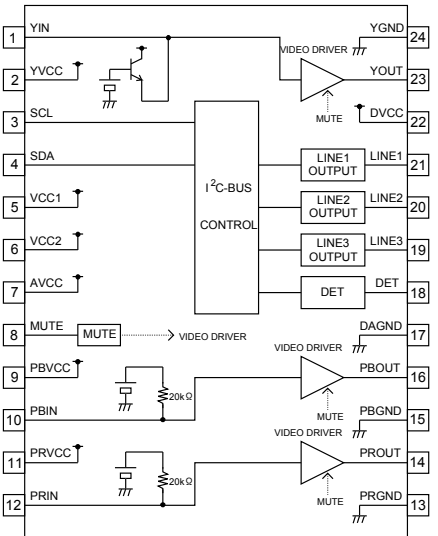 1 YIN YGND 24
VIDEO DRIVER
2 YVCC YOUT 23
MUTE
3 SCL DVCC 22
4 SDA LINE1 OUTPUT LINE1 21
I²C-BUS CONTROL
5 VCC1 LINE2 OUTPUT LINE2 20
6 VCC2 LINE3 OUTPUT LINE3 19
7 AVCC DET DET 18
8 MUTE MUTE VIDEO DRIVER DAGND 17
VIDEO DRIVER
9 PBVCC PBOUT 16
20kΩ
MUTE
10 PBIN PBGND 15
VIDEO DRIVER
11 PRVCC PROUT 14
20kΩ
MUTE
12 PRIN PRGND 13